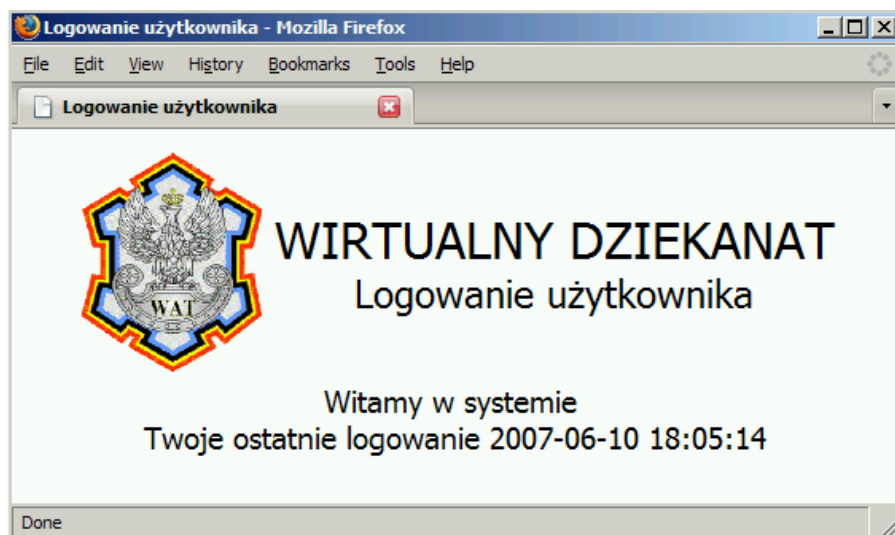 Logowanie użytkownika - Mozilla Firefox
File Edit View History Bookmarks Tools Help
Logowanie użytkownika
WIRTUALNY DZIEKANAT
Logowanie użytkownika
WAT
Witamy w systemie
Twoje ostatnie logowanie 2007-06-10 18:05:14
Done